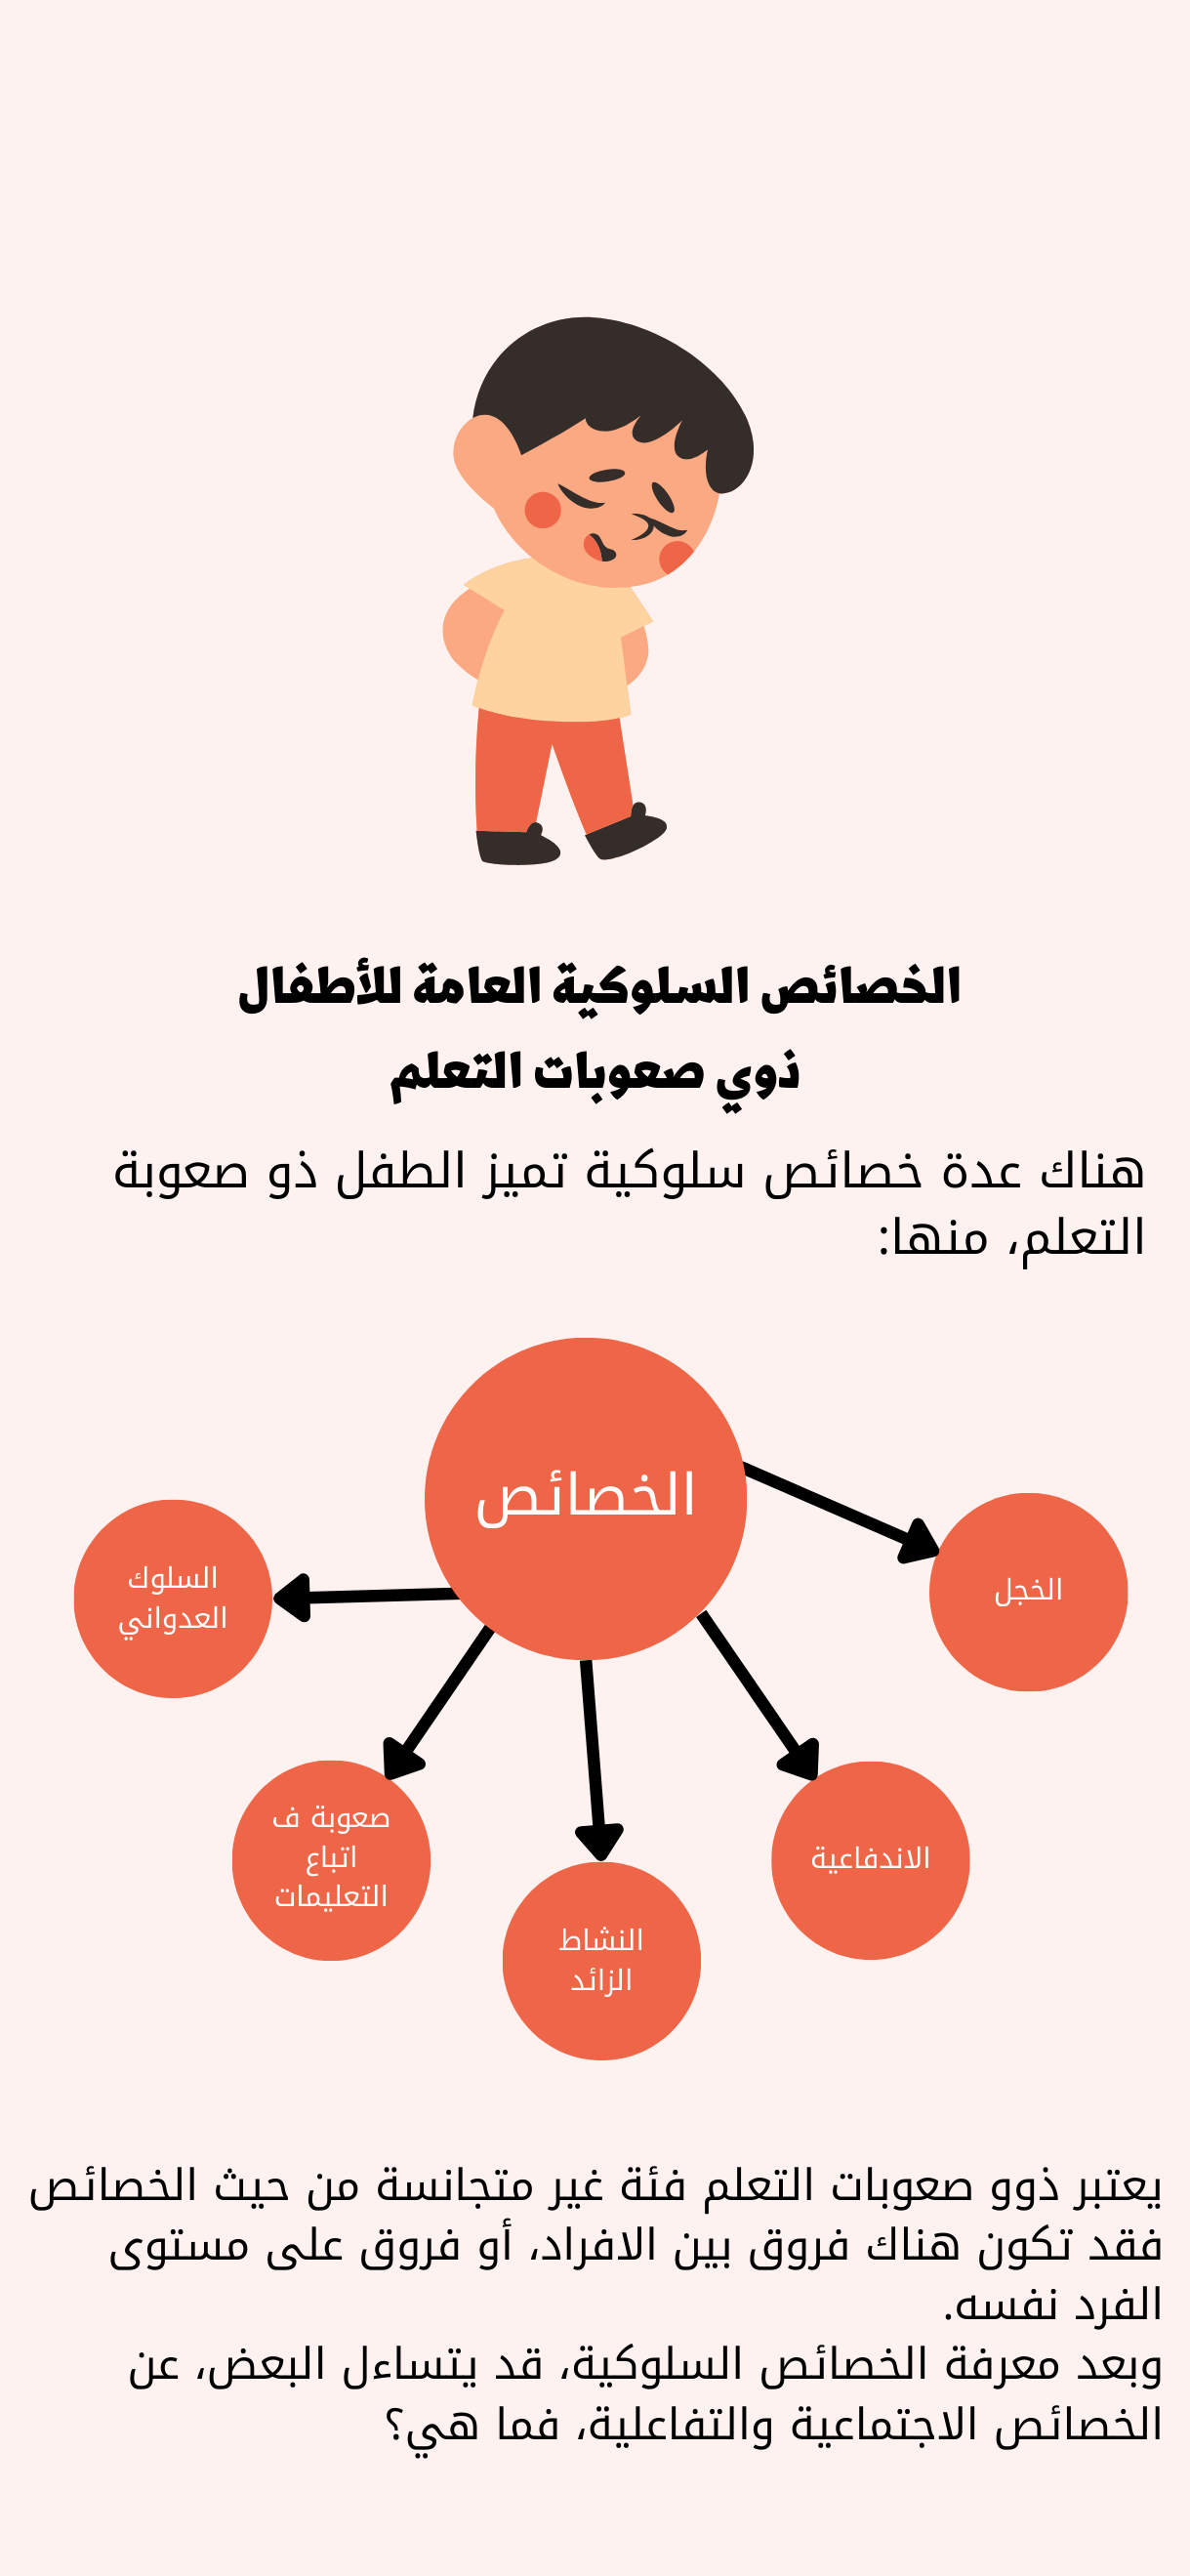 الخصائص السلوكية العامة للأطفال
ذوي صعوبات التعلم
هناك عدة خصائص سلوكية تميز الطفل ذو صعوبة
التعلم، منها:
الخصائص
الخجل
الاندفاعية
النشاط
الزائد
صعوبة ف
اتباع
التعليمات
السلوك
العدواني
يعتبر ذوو صعوبات التعلم فئة غير متجانسة من حيث الخصائص
فقد تكون هناك فروق بين الافراد، أو فروق على مستوى
الفرد نفسه.
وبعد معرفة الخصائص السلوكية، قد يتساءل البعض، عن
الخصائص الاجتماعية والتفاعلية، فما هي؟